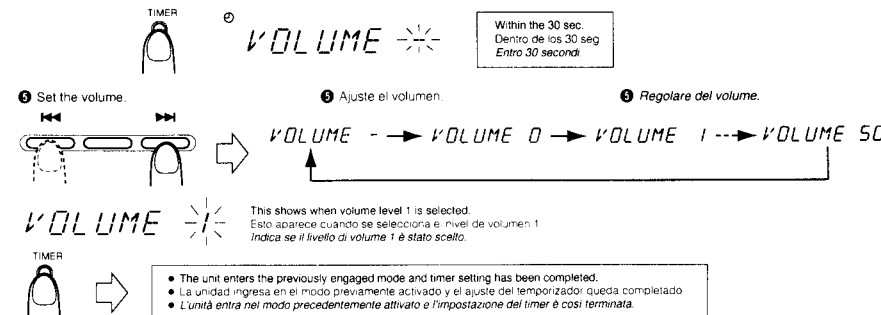 TIMER
VOLUME -
Within the 30 sec.
Dentro de los 30 seg
Entro 30 secondi.
❺ Set the volume.
❺ Ajuste el volumen.
❺ Regolare del volume.
VOLUME - → VOLUME 0 → VOLUME 1 --→ VOLUME 50
VOLUME 1
This shows when volume level 1 is selected.
Esto aparece cuando se selecciona el nivel de volumen 1
Indica se il livello di volume 1 è stato scelto.
TIMER
● The unit enters the previously engaged mode and timer setting has been completed.
● La unidad ingresa en el modo previamente activado y el ajuste del temporizador queda completado
● L'unità entra nel modo precedentemente attivato e l'impostazione del timer è così terminata.